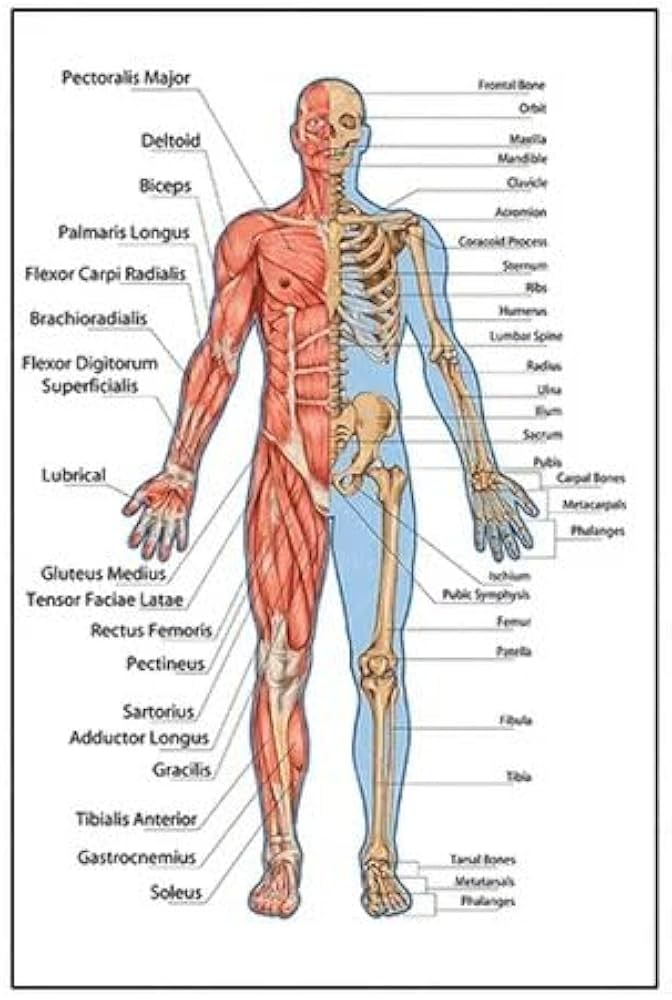 Pectoralis Major
Deltoid
Biceps
Palmaris Longus
Flexor Carpi Radialis
Brachioradialis
Flexor Digitorum
Superficialis
Lubrical
Gluteus Medius
Tensor Faciae Latae
Rectus Femoris
Pectineus
Sartorius
Adductor Longus
Gracilis
Tibialis Anterior
Gastrocnemius
Soleus
Frontal Bone
Orbit
Maxilla
Mandible
Clavicle
Acromion
Coracoid Process
Sternum
Ribs
Humerus
Lumbar Spine
Radius
Ulna
Ilium
Sacrum
Pubis
Carpal Bones
Metacarpals
Phalanges
Ischium
Pubic Symphysis
Femur
Patella
Fibula
Tibia
Tarsal Bones
Metatarsals
Phalanges